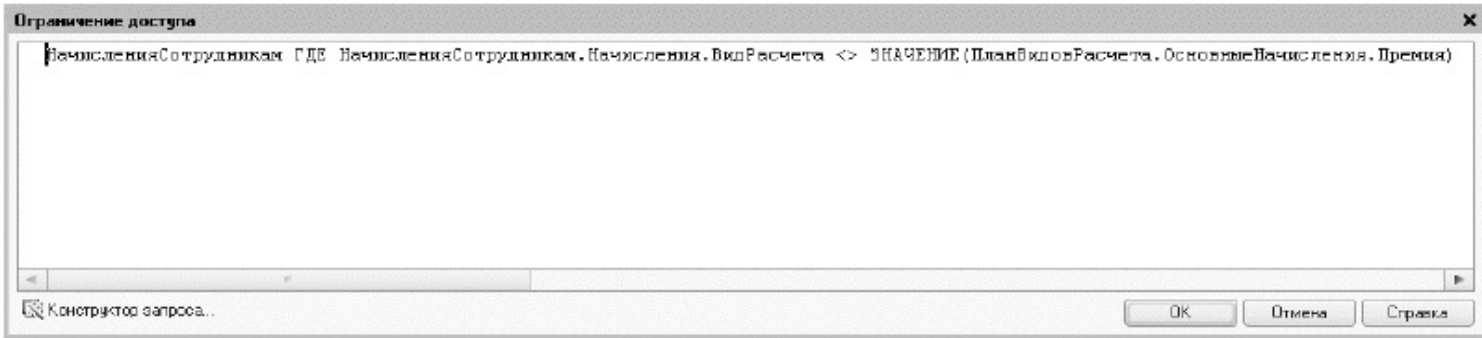 Ограничение доступа
НачисленияСотрудникам ГДЕ НачисленияСотрудникам.Начисления.ВидРасчета <> ЗНАЧЕНИЕ(ПланВидовРасчета.ОсновныеНачисления.Премия)
Конструктор запроса...
OK Отмена Справка